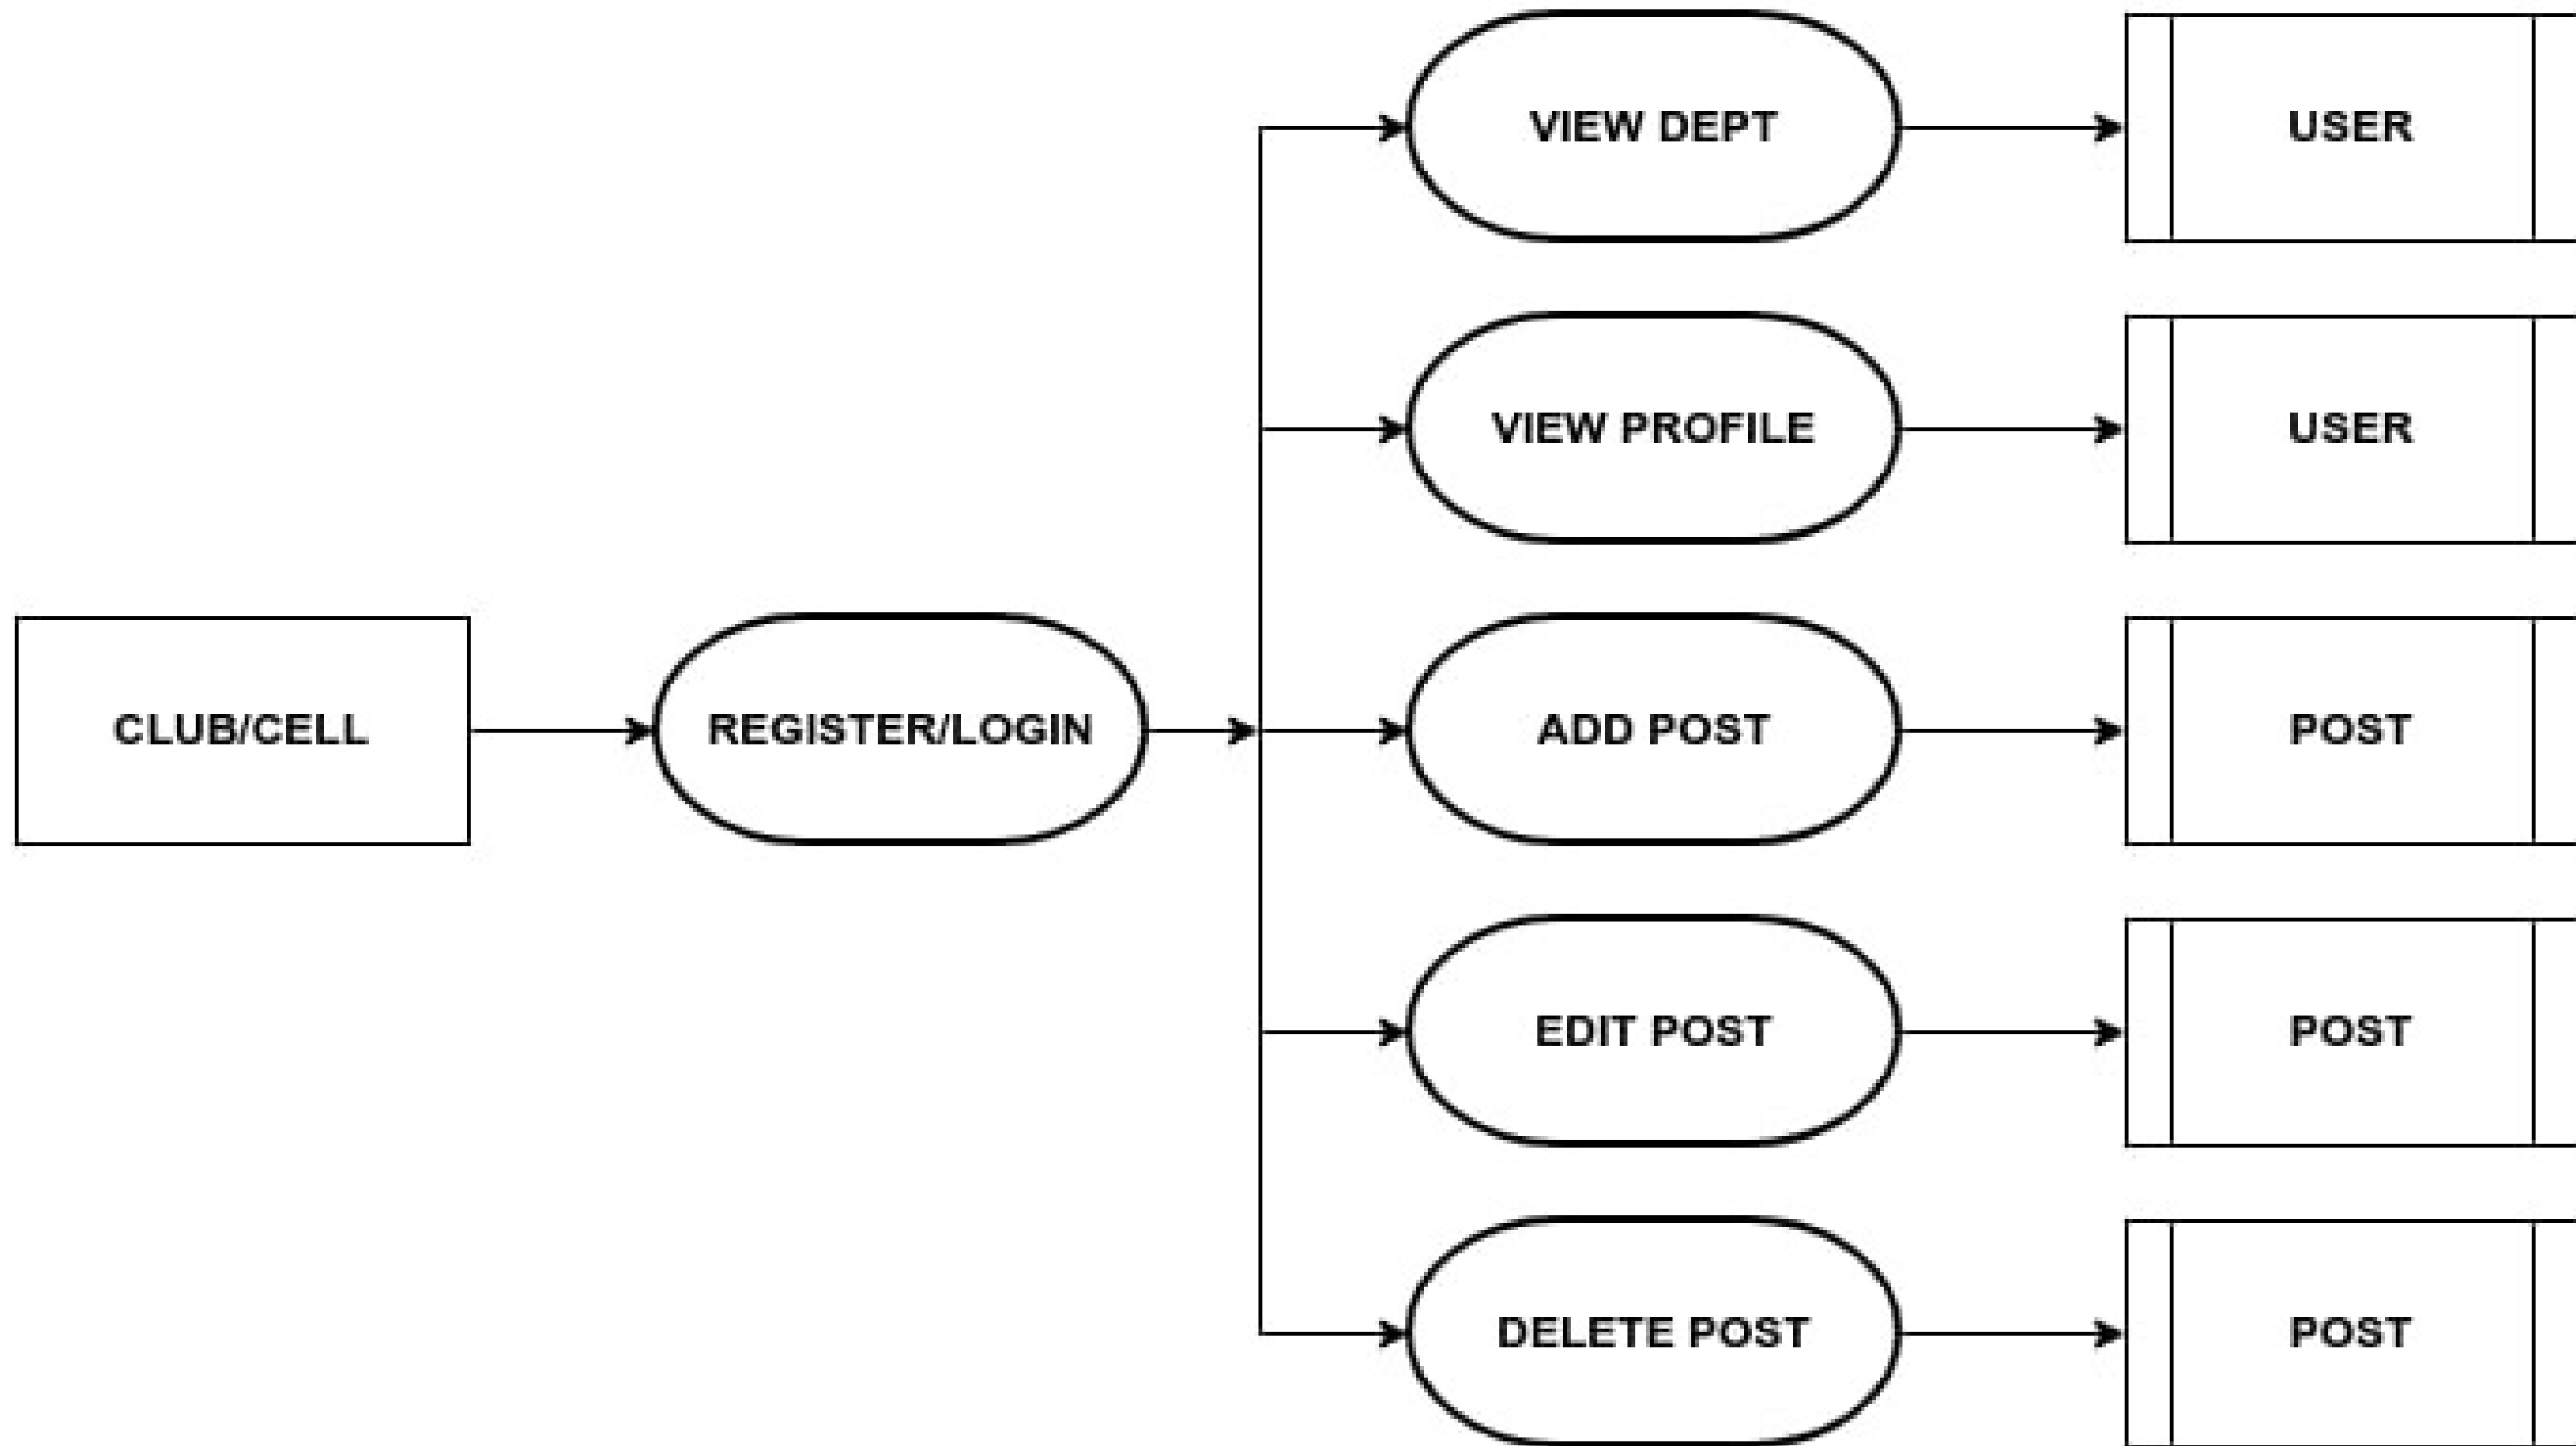 VIEW DEPT
USER
VIEW PROFILE
USER
CLUB/CELL
REGISTER/LOGIN
ADD POST
POST
EDIT POST
POST
DELETE POST
POST